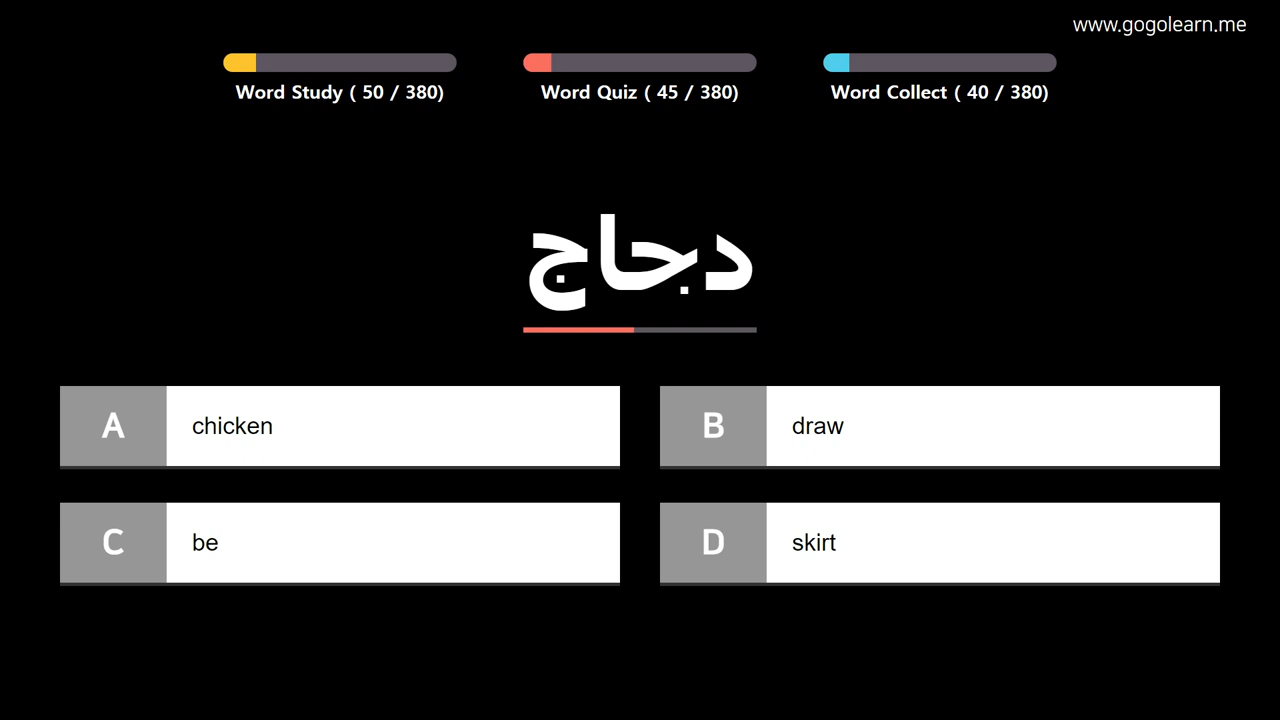 www.gogolearn.me
Word Study ( 50 / 380)
Word Quiz ( 45 / 380)
Word Collect ( 40 / 380)
دجاج
A chicken
B draw
C be
D skirt